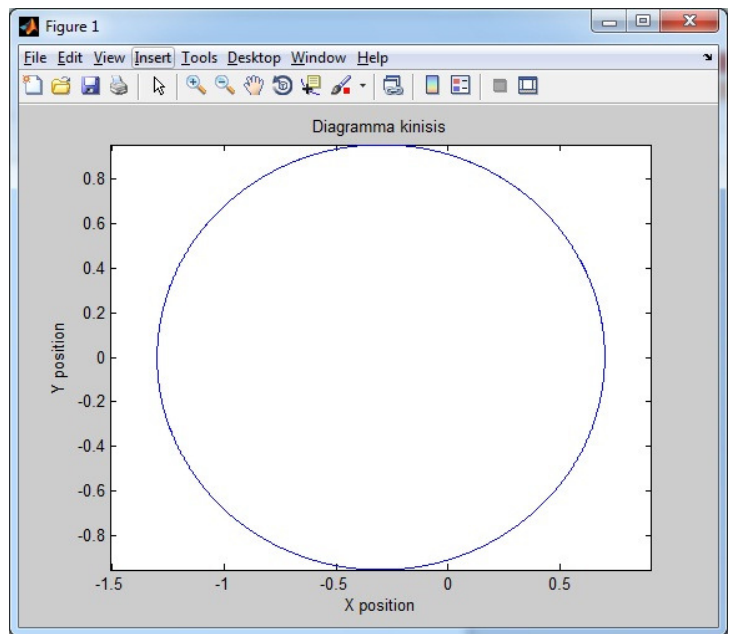 Figure 1
File Edit View Insert Tools Desktop Window Help
Diagramma kinisis
0.8
0.6
0.4
0.2
0
-0.2
-0.4
-0.6
-0.8
Y position
-1.5 -1 -0.5 0 0.5
X position